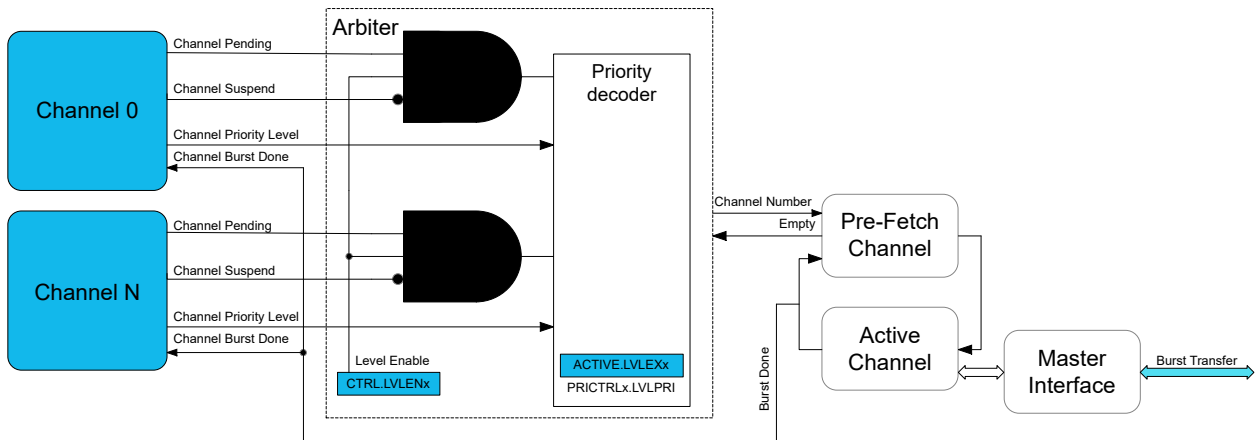 Arbiter
Channel 0
Channel Pending
Channel Suspend
Channel Priority Level
Channel Burst Done
Priority
decoder
Channel N
Channel Pending
Channel Suspend
Channel Priority Level
Channel Burst Done
Level Enable
CTRL.LVLENx
ACTIVE.LVLEXx
PRICTRLx.LVLPRI
Channel Number
Empty
Pre-Fetch
Channel
Active
Channel
Burst Done
Master
Interface
Burst Transfer